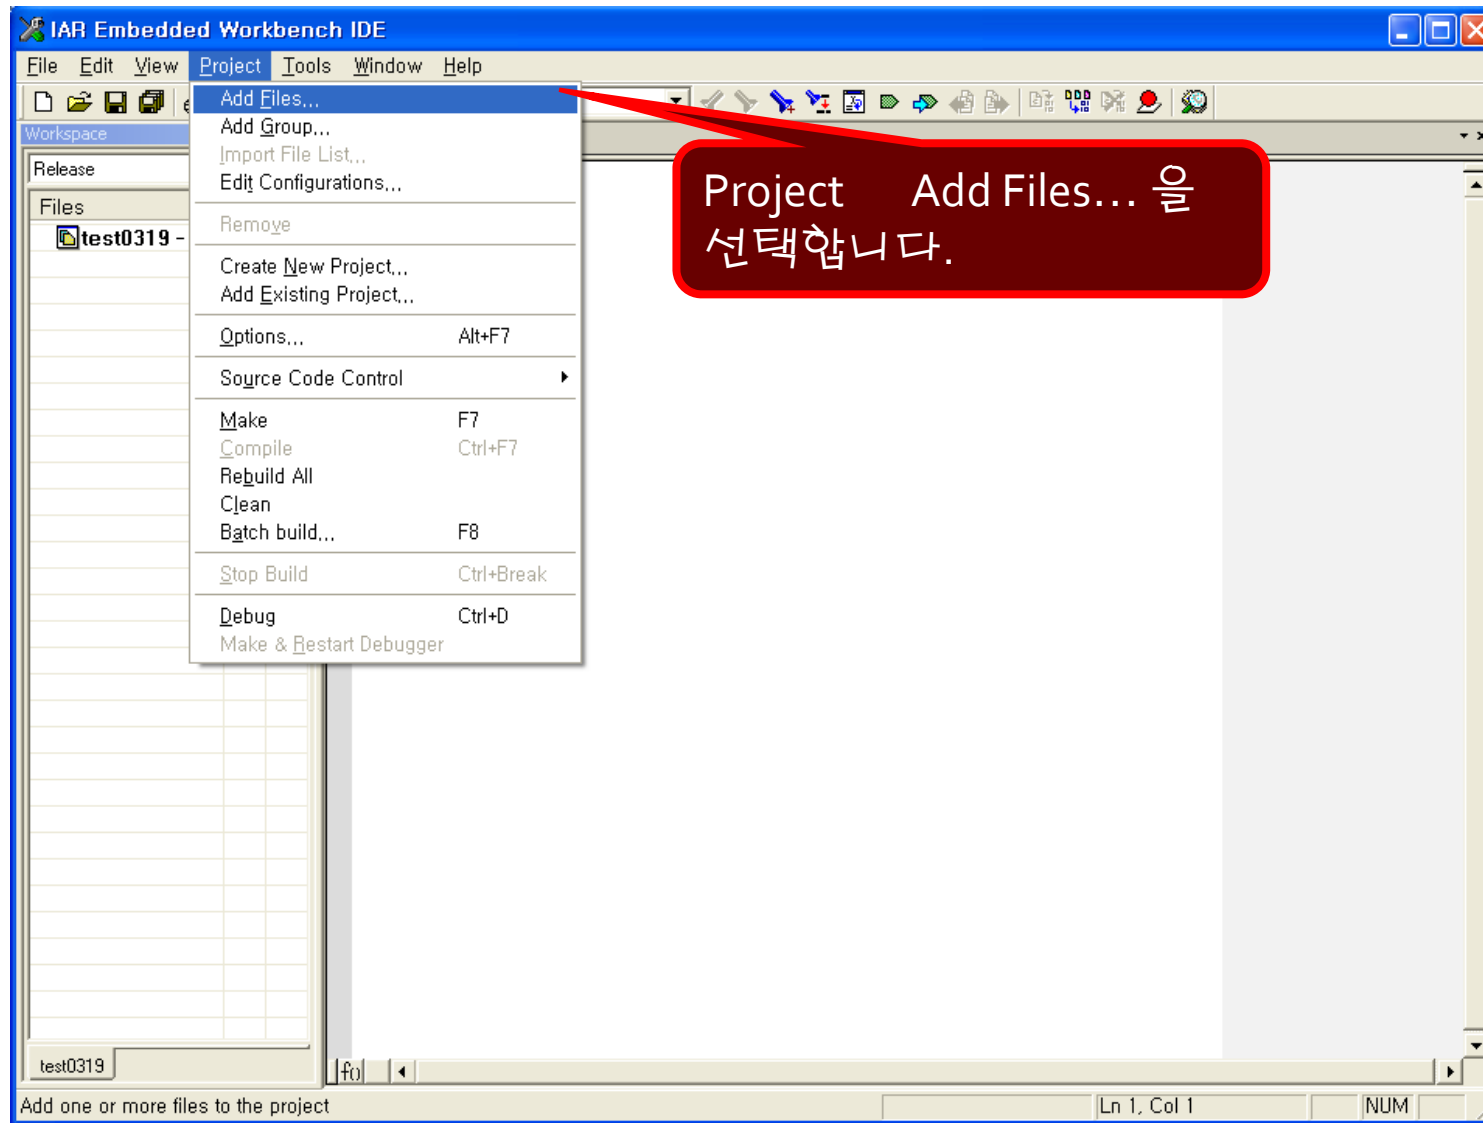 IAR Embedded Workbench IDE
File Edit View Project Tools Window Help
Add Files...
Workspace
Add Group...
Import File List...
Release
Edit Configurations...
Project Add Files... 을
선택합니다.
Files
Remove
test0319 -
Create New Project...
Add Existing Project...
Options... Alt+F7
Source Code Control
Make F7
Compile Ctrl+F7
Rebuild All
Clean
Batch build... F8
Stop Build Ctrl+Break
Debug Ctrl+D
Make & Restart Debugger
test0319
f()
Add one or more files to the project
Ln 1, Col 1
NUM